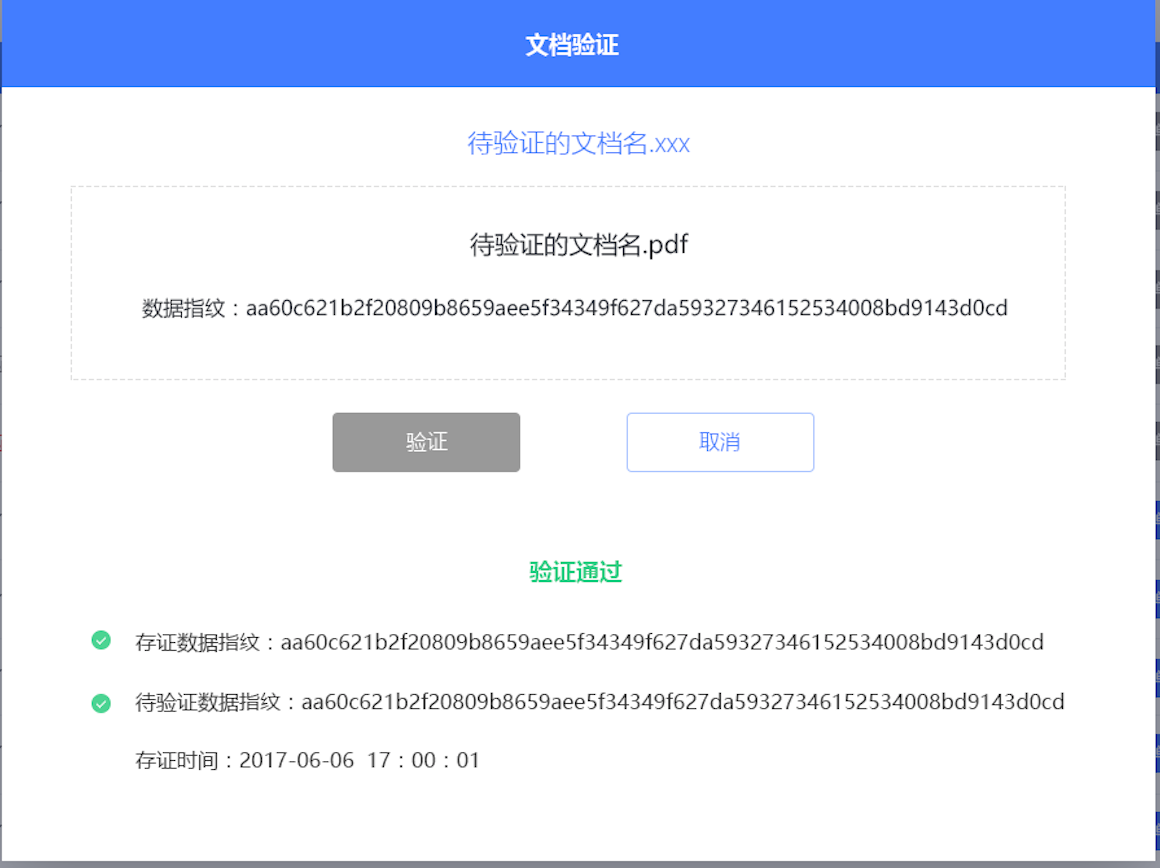 文档验证
待验证的文档名.xxx
待验证的文档名.pdf
数据指纹：aa60c621b2f20809b8659aee5f34349f627da59327346152534008bd9143d0cd
验证 取消
验证通过
存证数据指纹：aa60c621b2f20809b8659aee5f34349f627da59327346152534008bd9143d0cd
待验证数据指纹：aa60c621b2f20809b8659aee5f34349f627da59327346152534008bd9143d0cd
存证时间：2017-06-06 17：00：01